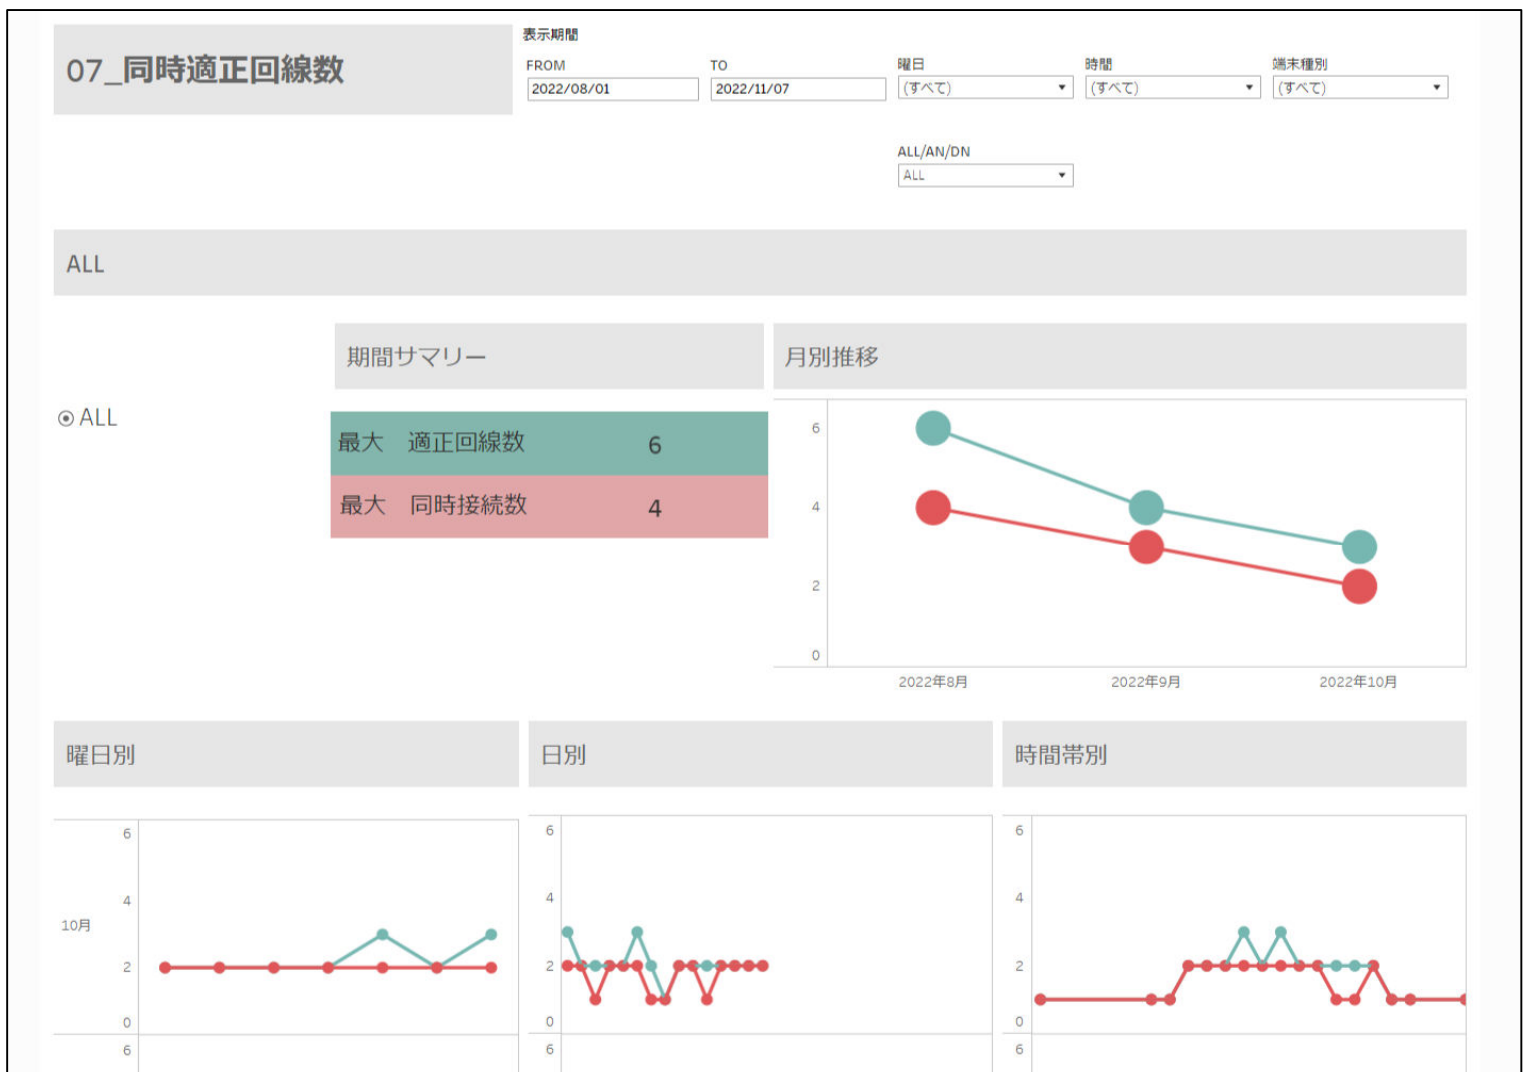 表示期間
07_同時適正回線数
FROM
TO
曜日
時間
端末種別
2022/08/01
2022/11/07
(すべて)
(すべて)
(すべて)
ALL/AN/DN
ALL
ALL
期間サマリー
月別推移
ALL
最大 適正回線数 6
最大 同時接続数 4
6
4
2
0
2022年8月
2022年9月
2022年10月
曜日別
日別
時間帯別
10月
6
4
2
0
6
6
4
2
0
6
6
4
2
0
6